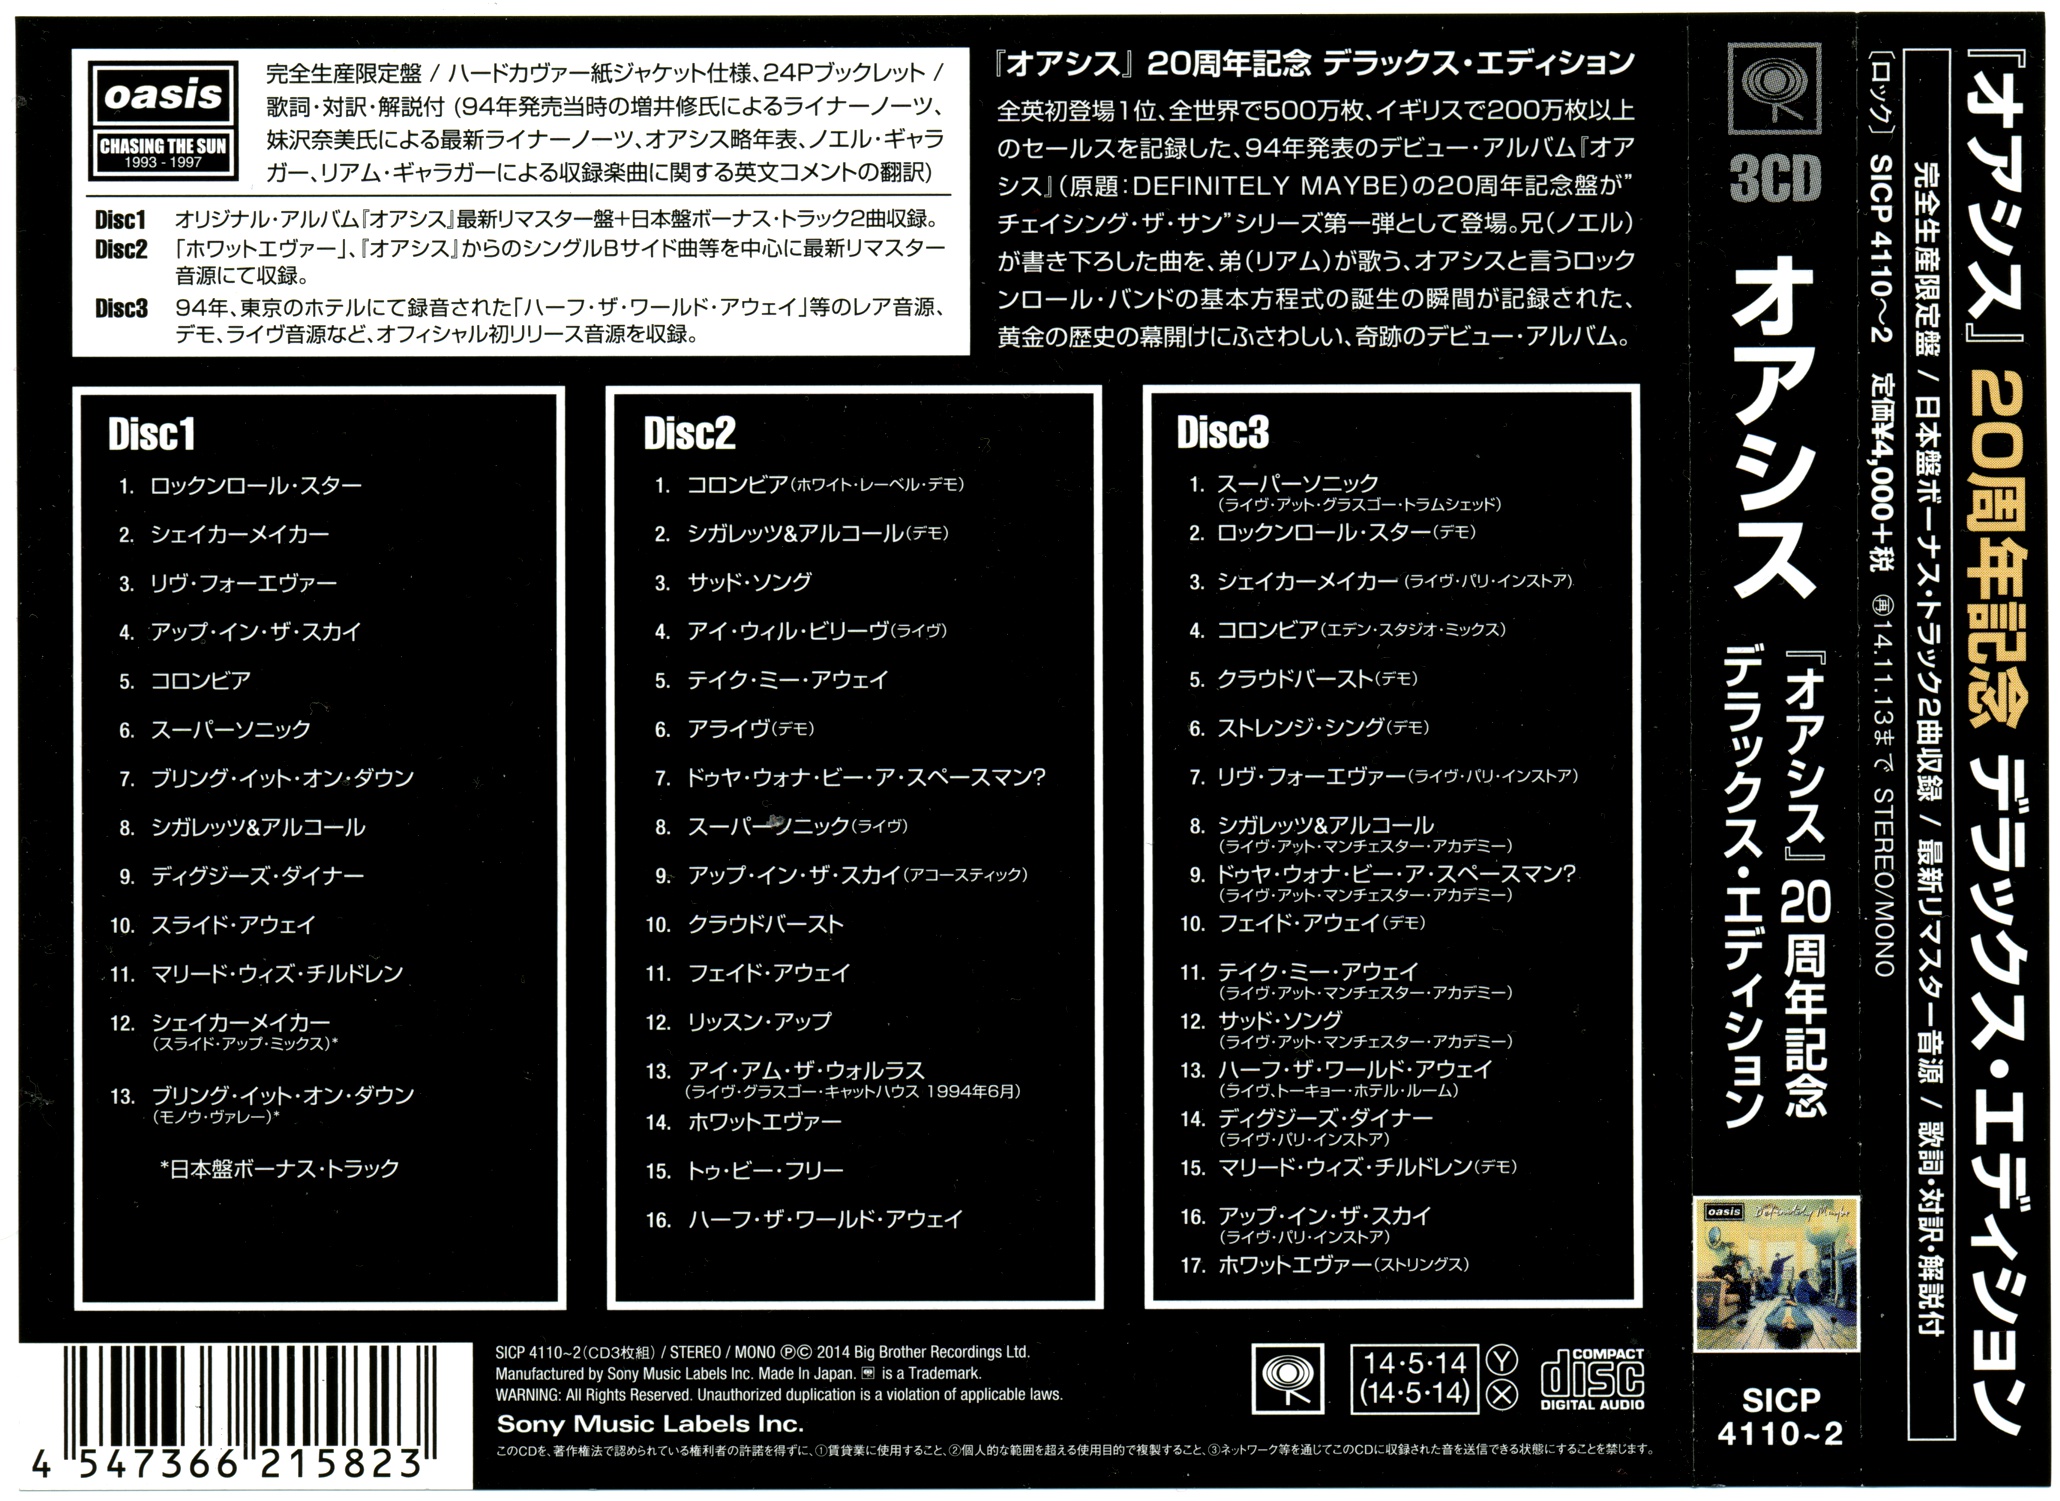 oasis
CHASING THE SUN
1993 - 1997
完全生産限定盤 / ハードカヴァー紙ジャケット仕様、24Pブックレット /
歌詞・対訳・解説付 (94年発売当時の増井修氏によるライナーノーツ、
妹沢奈美氏による最新ライナーノーツ、オアシス略年表、ノエル・ギャラ
ガー、リアム・ギャラガーによる収録楽曲に関する英文コメントの翻訳)
Disc1 オリジナル・アルバム『オアシス』最新リマスター盤+日本盤ボーナス・トラック2曲収録。
Disc2 「ホワットエヴァー」、『オアシス』からのシングルBサイド曲等を中心に最新リマスター
音源にて収録。
Disc3 94年、東京のホテルにて録音された「ハーフ・ザ・ワールド・アウェイ」等のレア音源、
デモ、ライヴ音源など、オフィシャル初リリース音源を収録。
『オアシス』 20周年記念 デラックス・エディション
全英初登場1位、全世界で500万枚、イギリスで200万枚以上
のセールスを記録した、94年発表のデビュー・アルバム『オア
シス』(原題:DEFINITELY MAYBE)の20周年記念盤が"
チェイシング・ザ・サン"シリーズ第一弾として登場。兄(ノエル)
が書き下ろした曲を、弟(リアム)が歌う、オアシスと言うロック
ンロール・バンドの基本方程式の誕生の瞬間が記録された、
黄金の歴史の幕開けにふさわしい、奇跡のデビュー・アルバム。
Disc1
1. ロックンロール・スター
2. シェイカーメイカー
3. リヴ・フォーエヴァー
4. アップ・イン・ザ・スカイ
5. コロンビア
6. スーパーソニック
7. ブリング・イット・オン・ダウン
8. シガレッツ&アルコール
9. ディグジーズ・ダイナー
10. スライド・アウェイ
11. マリード・ウィズ・チルドレン
12. シェイカーメイカー
(スライド・アップ・ミックス)*
13. ブリング・イット・オン・ダウン
(モノウ・ヴァレー)*
*日本盤ボーナス・トラック
Disc2
1. コロンビア(ホワイト・レーベル・デモ)
2. シガレッツ&アルコール(デモ)
3. サッド・ソング
4. アイ・ウィル・ビリーヴ(ライヴ)
5. テイク・ミー・アウェイ
6. アライヴ(デモ)
7. ドゥヤ・ウォナ・ビー・ア・スペースマン?
8. スーパーソニック(ライヴ)
9. アップ・イン・ザ・スカイ(アコースティック)
10. クラウドバースト
11. フェイド・アウェイ
12. リッスン・アップ
13. アイ・アム・ザ・ウォルラス
(ライヴ・グラスゴー・キャットハウス 1994年6月)
14. ホワットエヴァー
15. トゥ・ビー・フリー
16. ハーフ・ザ・ワールド・アウェイ
Disc3
1. スーパーソニック
(ライヴ・アット・グラスゴー・トラムシェッド)
2. ロックンロール・スター(デモ)
3. シェイカーメイカー(ライヴ・パリ・インストア)
4. コロンビア(エデン・スタジオ・ミックス)
5. クラウドバースト(デモ)
6. ストレンジ・シング(デモ)
7. リヴ・フォーエヴァー(ライヴ・パリ・インストア)
8. シガレッツ&アルコール
(ライヴ・アット・マンチェスター・アカデミー)
9. ドゥヤ・ウォナ・ビー・ア・スペースマン?
(ライヴ・アット・マンチェスター・アカデミー)
10. フェイド・アウェイ(デモ)
11. テイク・ミー・アウェイ
(ライヴ・アット・マンチェスター・アカデミー)
12. サッド・ソング
(ライヴ・アット・マンチェスター・アカデミー)
13. ハーフ・ザ・ワールド・アウェイ
(ライヴ、トーキョー・ホテル・ルーム)
14. ディグジーズ・ダイナー
(ライヴ・パリ・インストア)
15. マリード・ウィズ・チルドレン(デモ)
16. アップ・イン・ザ・スカイ
(ライヴ・パリ・インストア)
17. ホワットエヴァー(ストリングス)
4 547366 215823
SICP 4110~2(CD3枚組) / STEREO / MONO ℗© 2014 Big Brother Recordings Ltd.
Manufactured by Sony Music Labels Inc. Made In Japan. is a Trademark.
WARNING: All Rights Reserved. Unauthorized duplication is a violation of applicable laws.
Sony Music Labels Inc.
このCDを、著作権法で認められている権利者の許諾を得ずに、①賃貸業に使用すること、②個人的な範囲を超える使用目的で複製すること、③ネットワーク等を通じてこのCDに収録された音を送信できる状態にすることを禁じます。
14・5・14 Y
(14・5・14) X
COMPACT
disc
DIGITAL AUDIO
3CD
オアシス
『オアシス』20周年記念
デラックス・エディション
oasis Definitely Maybe
SICP
4110~2
〔ロック〕 SICP 4110~2 定価¥4,000+税 ㊢14.11.13まで STEREO/MONO
完全生産限定盤 / 日本盤ボーナス・トラック2曲収録 / 最新リマスター音源 / 歌詞・対訳・解説付
『オアシス』20周年記念 デラックス・エディション